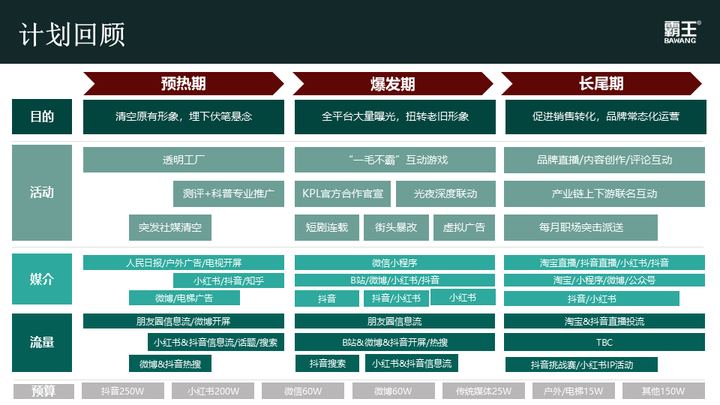 计划回顾
霸王®
BAWANG
预热期
爆发期
长尾期
目的
清空原有形象，埋下伏笔悬念
全平台大量曝光，扭转老旧形象
促进销售转化，品牌常态化运营
活动
透明工厂
“一毛不霸”互动游戏
品牌直播/内容创作/评论互动
测评+科普专业推广
KPL官方合作官宣
光夜深度联动
产业链上下游联名互动
突发社媒清空
短剧连载
街头暴改
虚拟广告
每月职场突击派送
媒介
人民日报/户外广告/电视开屏
微信小程序
淘宝直播/抖音直播/小红书/抖音
小红书/抖音/知乎
B站/微博/小红书/抖音
淘宝/小程序/微博/公众号
微博/电梯广告
抖音
抖音/小红书
小红书
抖音/小红书
流量
朋友圈信息流/微博开屏
朋友圈信息流
淘宝&抖音直播投流
小红书&抖音信息流/话题/搜索
B站&微博&抖音开屏/热搜
TBC
微博&抖音热搜
抖音搜索
小红书&抖音信息流
抖音挑战赛/小红书IP活动
预算
抖音250W
小红书200W
微信60W
微博60W
传统媒体25W
户外/电梯15W
其他150W